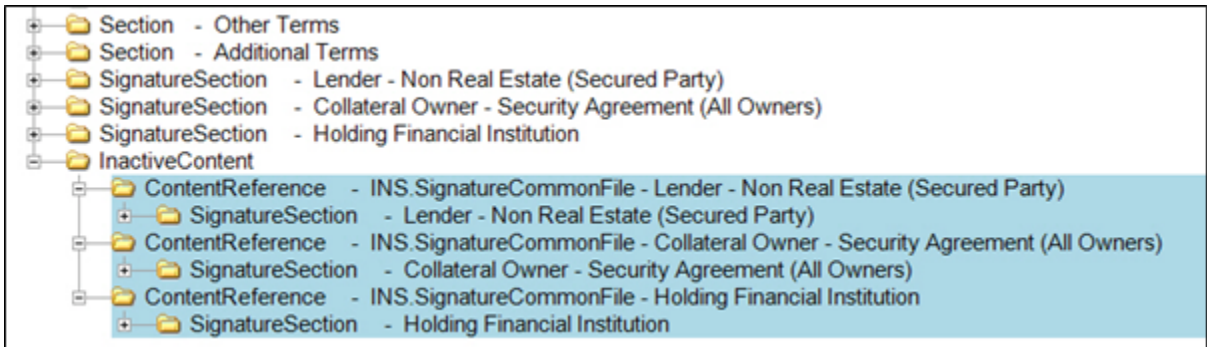 Section - Other Terms
Section - Additional Terms
SignatureSection - Lender - Non Real Estate (Secured Party)
SignatureSection - Collateral Owner - Security Agreement (All Owners)
SignatureSection - Holding Financial Institution
InactiveContent
ContentReference - INS.SignatureCommonFile - Lender - Non Real Estate (Secured Party)
SignatureSection - Lender - Non Real Estate (Secured Party)
ContentReference - INS.SignatureCommonFile - Collateral Owner - Security Agreement (All Owners)
SignatureSection - Collateral Owner - Security Agreement (All Owners)
ContentReference - INS.SignatureCommonFile - Holding Financial Institution
SignatureSection - Holding Financial Institution